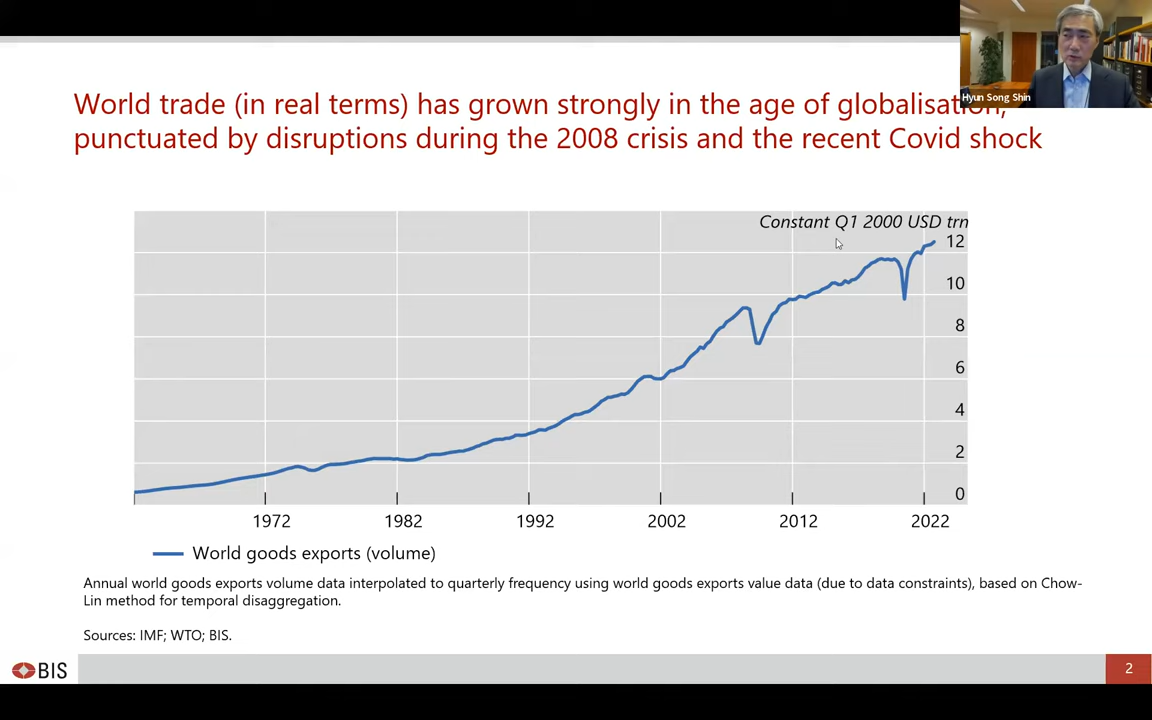 Hyun Song Shin
World trade (in real terms) has grown strongly in the age of globalisation,
punctuated by disruptions during the 2008 crisis and the recent Covid shock
Constant Q1 2000 USD trn
12
10
8
6
4
2
0
1972 1982 1992 2002 2012 2022
World goods exports (volume)
Annual world goods exports volume data interpolated to quarterly frequency using world goods exports value data (due to data constraints), based on Chow-
Lin method for temporal disaggregation.
Sources: IMF; WTO; BIS.
BIS
2